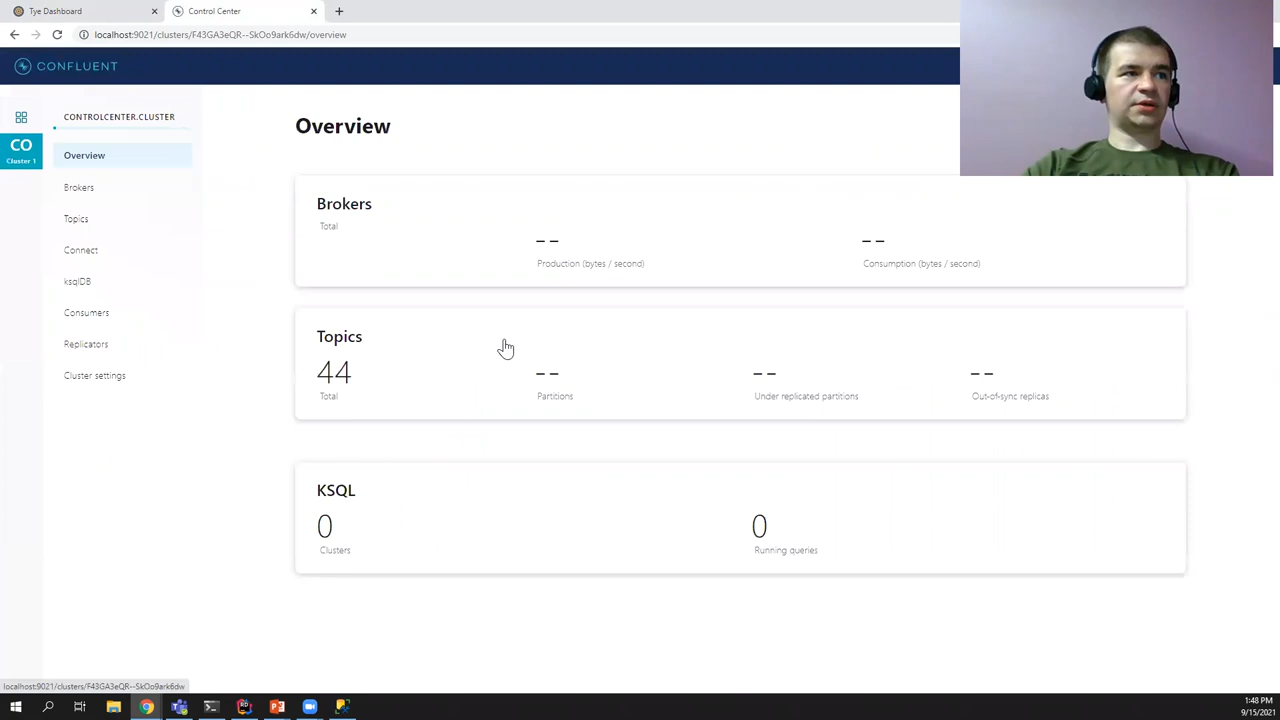 Tye Dashboard
Control Center
localhost:9021/clusters/F43GA3eQR--SkOo9ark6dw/overview
CONFLUENT
CONTROLCENTER.CLUSTER
CO
Cluster 1
Overview
Brokers
Topics
Connect
ksqlDB
Consumers
Replicators
Cluster settings
Overview
Brokers
Total
-- --
Production (bytes / second) Consumption (bytes / second)
Topics
44 -- -- --
Total Partitions Under replicated partitions Out-of-sync replicas
KSQL
0 0
Clusters Running queries
localhost:9021/clusters/F43GA3eQR--SkOo9ark6dw
1:48 PM
9/15/2021